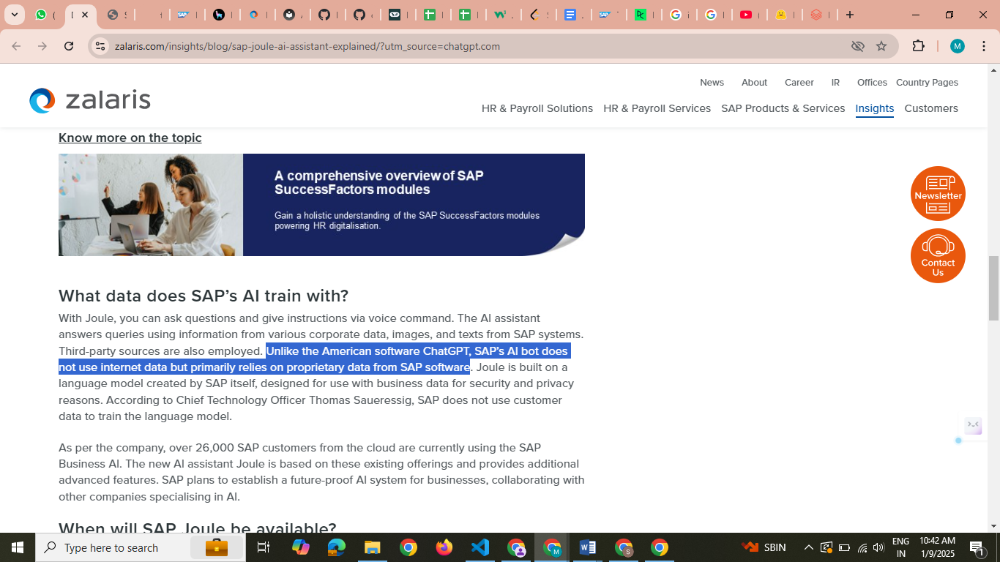 zalaris.com/insights/blog/sap-joule-ai-assistant-explained/?utm_source=chatgpt.com
M
zalaris
News About Career IR Offices Country Pages
HR & Payroll Solutions HR & Payroll Services SAP Products & Services Insights Customers
Know more on the topic
A comprehensive overview of SAP
SuccessFactors modules
Gain a holistic understanding of the SAP SuccessFactors modules
powering HR digitalisation.
Newsletter
Contact
Us
What data does SAP’s AI train with?
With Joule, you can ask questions and give instructions via voice command. The AI assistant
answers queries using information from various corporate data, images, and texts from SAP systems.
Third-party sources are also employed. Unlike the American software ChatGPT, SAP’s AI bot does
not use internet data but primarily relies on proprietary data from SAP software. Joule is built on a
language model created by SAP itself, designed for use with business data for security and privacy
reasons. According to Chief Technology Officer Thomas Saueressig, SAP does not use customer
data to train the language model.
As per the company, over 26,000 SAP customers from the cloud are currently using the SAP
Business AI. The new AI assistant Joule is based on these existing offerings and provides additional
advanced features. SAP plans to establish a future-proof AI system for businesses, collaborating with
other companies specialising in AI.
When will SAP Joule be available?
Type here to search
SBIN
ENG
IN
10:42 AM
1/9/2025
1